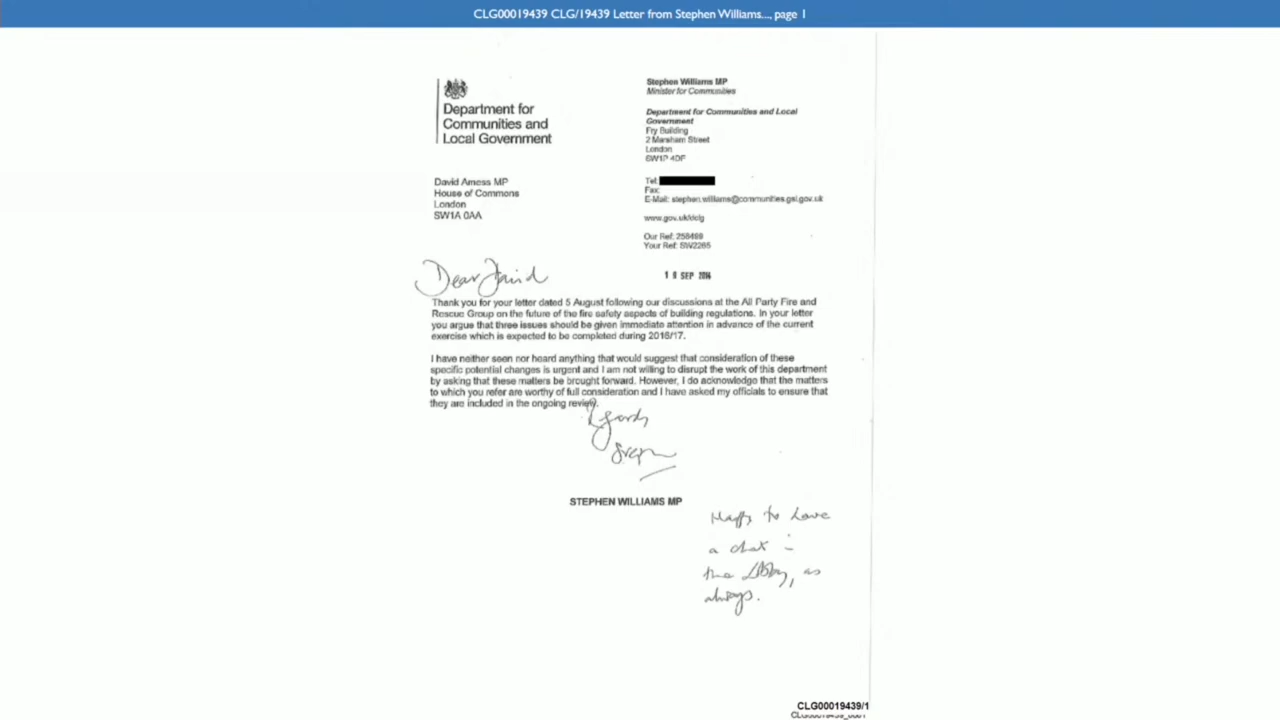 CLG00019439 CLG/19439 Letter from Stephen Williams..., page 1
Department for
Communities and
Local Government
Stephen Williams MP
Minister for Communities
Department for Communities and Local
Government
Fry Building
2 Marsham Street
London
SW1P 4DF
David Amess MP
House of Commons
London
SW1A 0AA
Tel:
Fax:
E-Mail: stephen.williams@communities.gsi.gov.uk
www.gov.uk/dclg
Our Ref: 258499
Your Ref: SW2265
Dear David
SEP 2014
Thank you for your letter dated 5 August following our discussions at the All Party Fire and
Rescue Group on the future of the fire safety aspects of building regulations. In your letter
you argue that three issues should be given immediate attention in advance of the current
exercise which is expected to be completed during 2016/17.
I have neither seen nor heard anything that would suggest that consideration of these
specific potential changes is urgent and I am not willing to disrupt the work of this department
by asking that these matters be brought forward. However, I do acknowledge that the matters
to which you refer are worthy of full consideration and I have asked my officials to ensure that
they are included in the ongoing review.
Regards
Stephen
STEPHEN WILLIAMS MP
Happy to have
a chat in
the Lobby, as
always.
CLG00019439/1
CLG00019439_0001